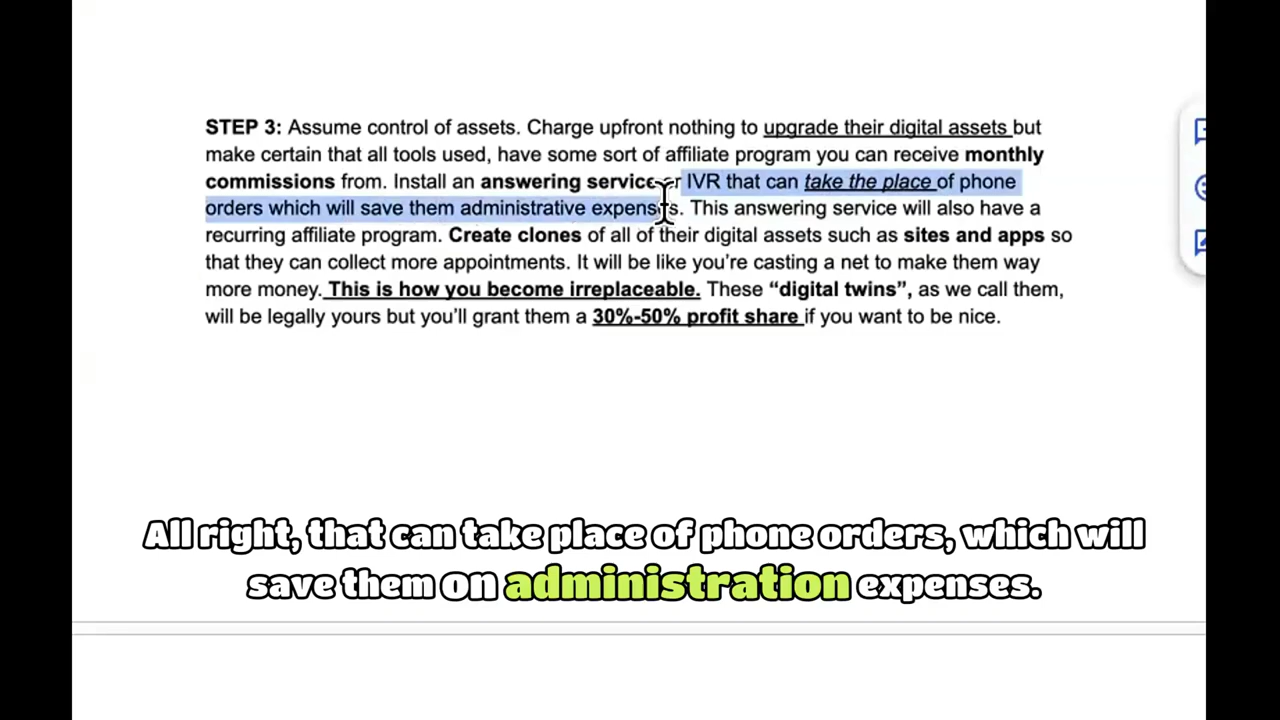 STEP 3: Assume control of assets. Charge upfront nothing to upgrade their digital assets but
make certain that all tools used, have some sort of affiliate program you can receive monthly
commissions from. Install an answering service or IVR that can take the place of phone
orders which will save them administrative expenses. This answering service will also have a
recurring affiliate program. Create clones of all of their digital assets such as sites and apps so
that they can collect more appointments. It will be like you’re casting a net to make them way
more money. This is how you become irreplaceable. These “digital twins”, as we call them,
will be legally yours but you’ll grant them a 30%-50% profit share if you want to be nice.
All right, that can take place of phone orders, which will
save them on administration expenses.